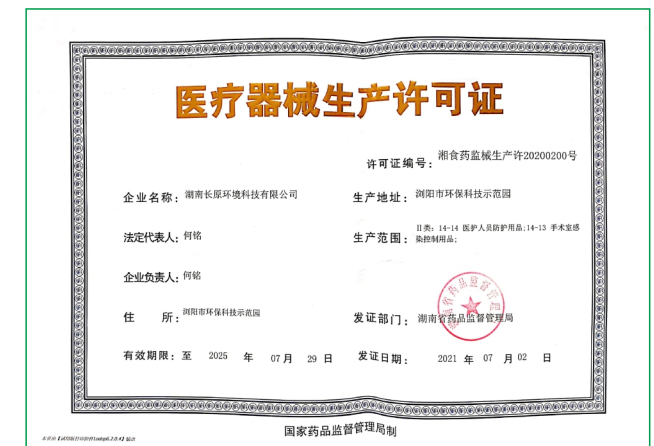 医疗器械生产许可证
许可证编号：湘食药监械生产许20200200号
企业名称：湖南长原环境科技有限公司
生产地址：浏阳市环保科技示范园
法定代表人：何铭
生产范围：Ⅱ类：14-14 医护人员防护用品;14-13 手术室感
染控制用品;
企业负责人：何铭
住 所：浏阳市环保科技示范园
发证部门：湖南省药品监督管理局
有效期限：至 2025 年 07月 29 日
发证日期：2021 年 07 月 02 日
国家药品监督管理局制